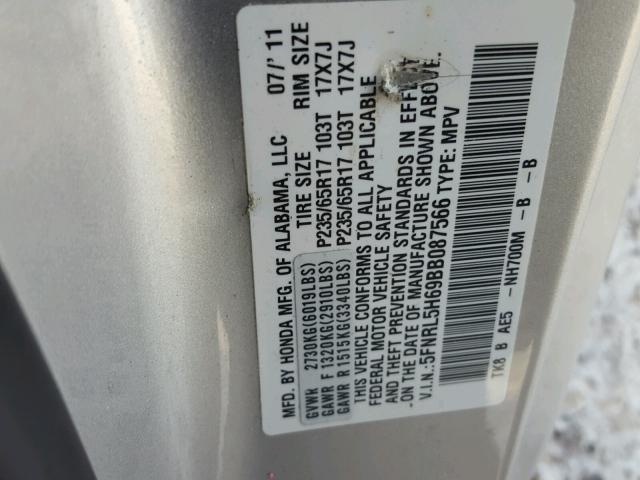 MFD. BY HONDA MFG. OF ALABAMA, LLC 07/'11
TIRE SIZE RIM SIZE
GVWR 2730KG(6019LBS)
GAWR F 1320KG(2910LBS) P235/65R17 103T 17X7J
GAWR R 1515KG(3340LBS) P235/65R17 103T 17X7J
THIS VEHICLE CONFORMS TO ALL APPLICABLE
FEDERAL MOTOR VEHICLE SAFETY
AND THEFT PREVENTION STANDARDS IN EFFECT
ON THE DATE OF MANUFACTURE SHOWN ABOVE.
V.I.N.: 5FNRL5H69BB087566 TYPE: MPV
TK8 B AE5 - NH700M - B - B